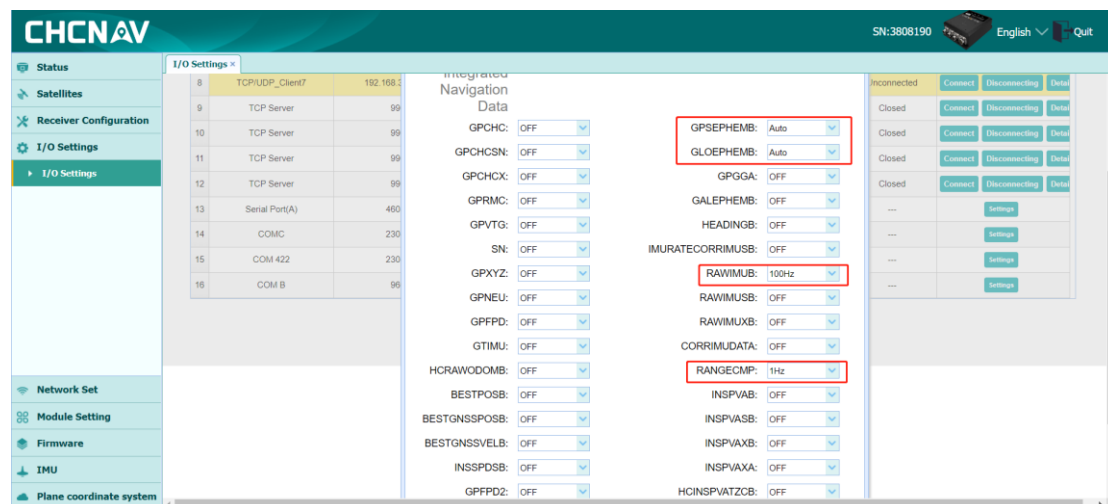 CHCNAV
SN:3808190
English
Quit
Status
Satellites
Receiver Configuration
I/O Settings
I/O Settings
Network Set
Module Setting
Firmware
IMU
Plane coordinate system
I/O Settings ×
8 TCP/UDP_Client7 192.168.2 Inconnected Connect Disconnecting Detai
9 TCP Server 99 Closed Connect Disconnecting Detai
10 TCP Server 99 Closed Connect Disconnecting Detai
11 TCP Server 99 Closed Connect Disconnecting Detai
12 TCP Server 99 Closed Connect Disconnecting Detai
13 Serial Port(A) 460 --- Settings
14 COMC 230 --- Settings
15 COM 422 230 --- Settings
16 COM B 96 --- Settings
Integrated
Navigation
Data
GPCHC: OFF GPSEPHEMB: Auto
GPCHCSN: OFF GLOEPHEMB: Auto
GPCHCX: OFF GPGGA: OFF
GPRMC: OFF GALEPHEMB: OFF
GPVTG: OFF HEADINGB: OFF
SN: OFF IMURATECORRIMUSB: OFF
GPXYZ: OFF RAWIMUB: 100Hz
GPNEU: OFF RAWIMUSB: OFF
GPFPD: OFF RAWIMUXB: OFF
GTIMU: OFF CORRIMUDATA: OFF
HCRAWODOMB: OFF RANGECMP: 1Hz
BESTPOSB: OFF INSPVAB: OFF
BESTGNSSPOSB: OFF INSPVASB: OFF
BESTGNSSVELB: OFF INSPVAXB: OFF
INSSPDSB: OFF INSPVAXA: OFF
GPFPD2: OFF HCINSPVATZCB: OFF